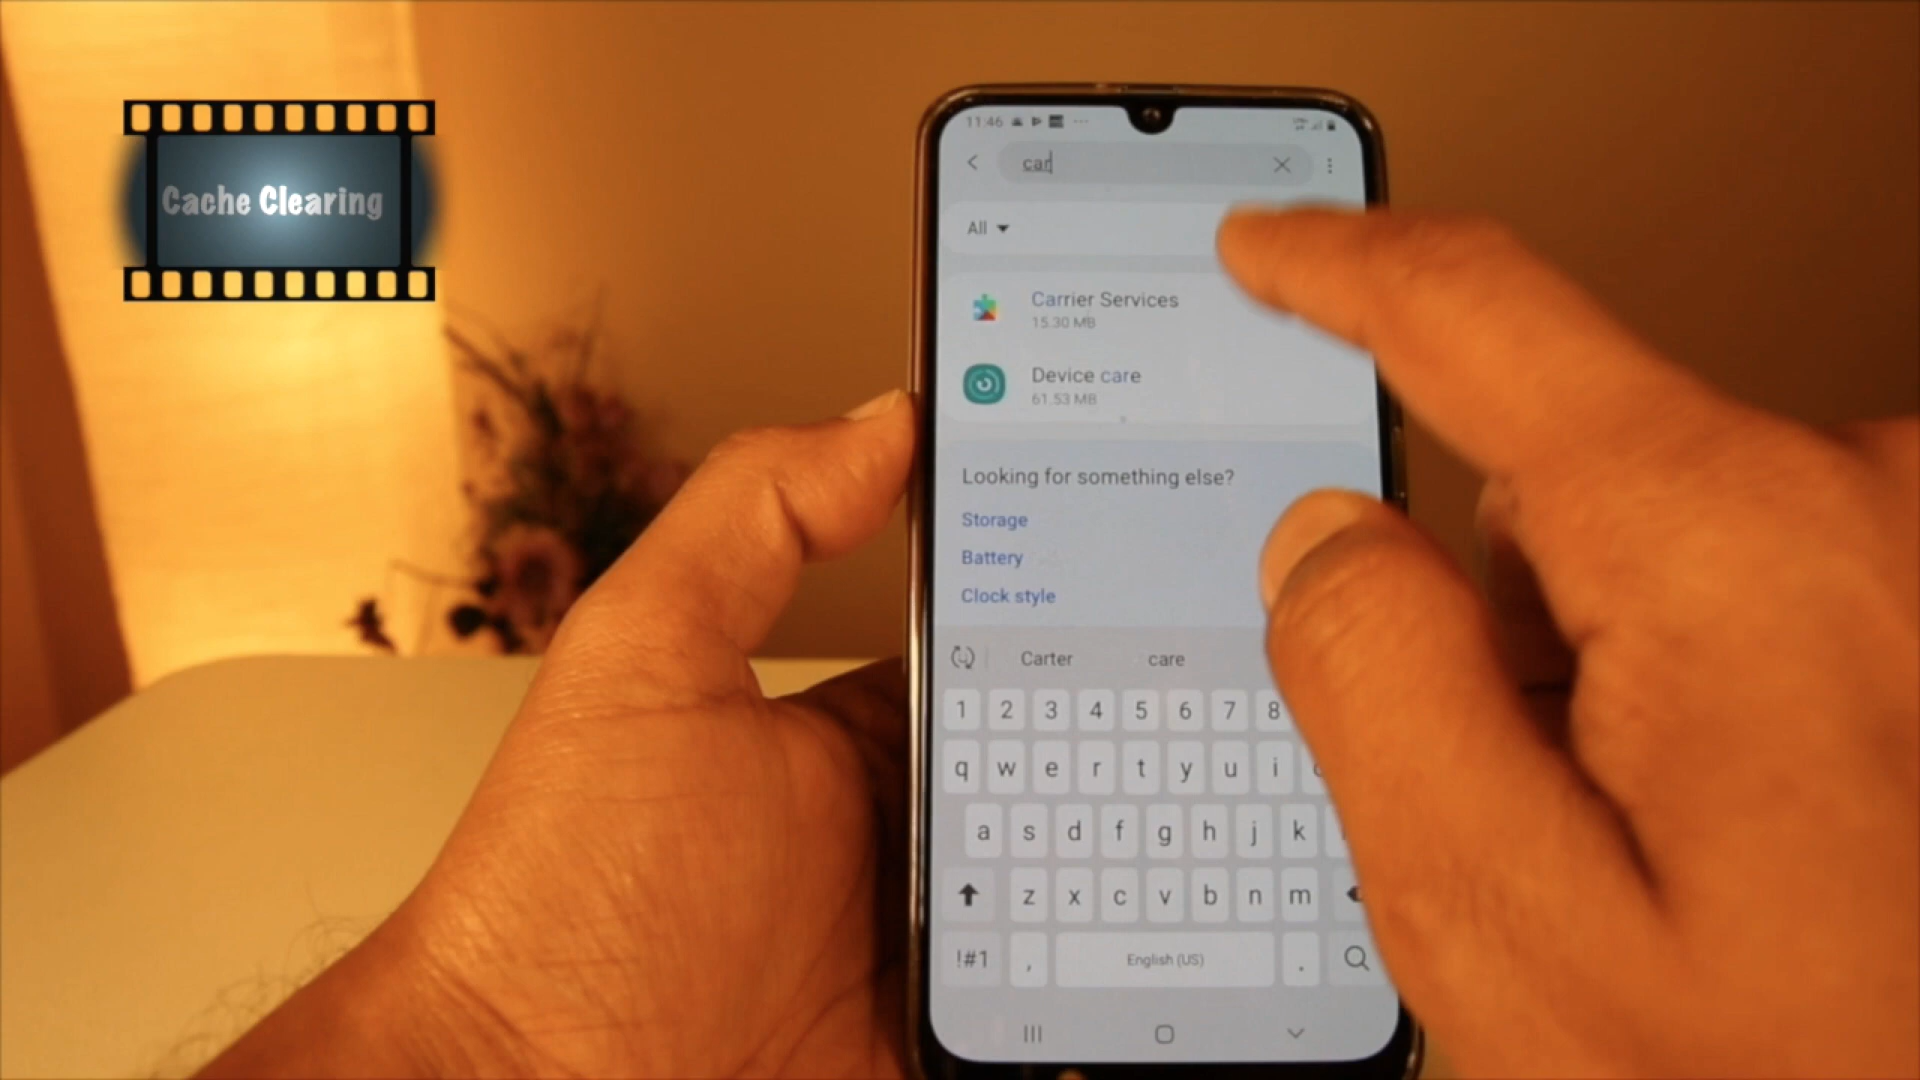 Cache Clearing
11:46
car
All
Carrier Services
15.30 MB
Device care
61.53 MB
Looking for something else?
Storage
Battery
Clock style
Carter care
1 2 3 4 5 6 7 8
q w e r t y u i
a s d f g h j k
z x c v b n m
!#1 , English (US) .